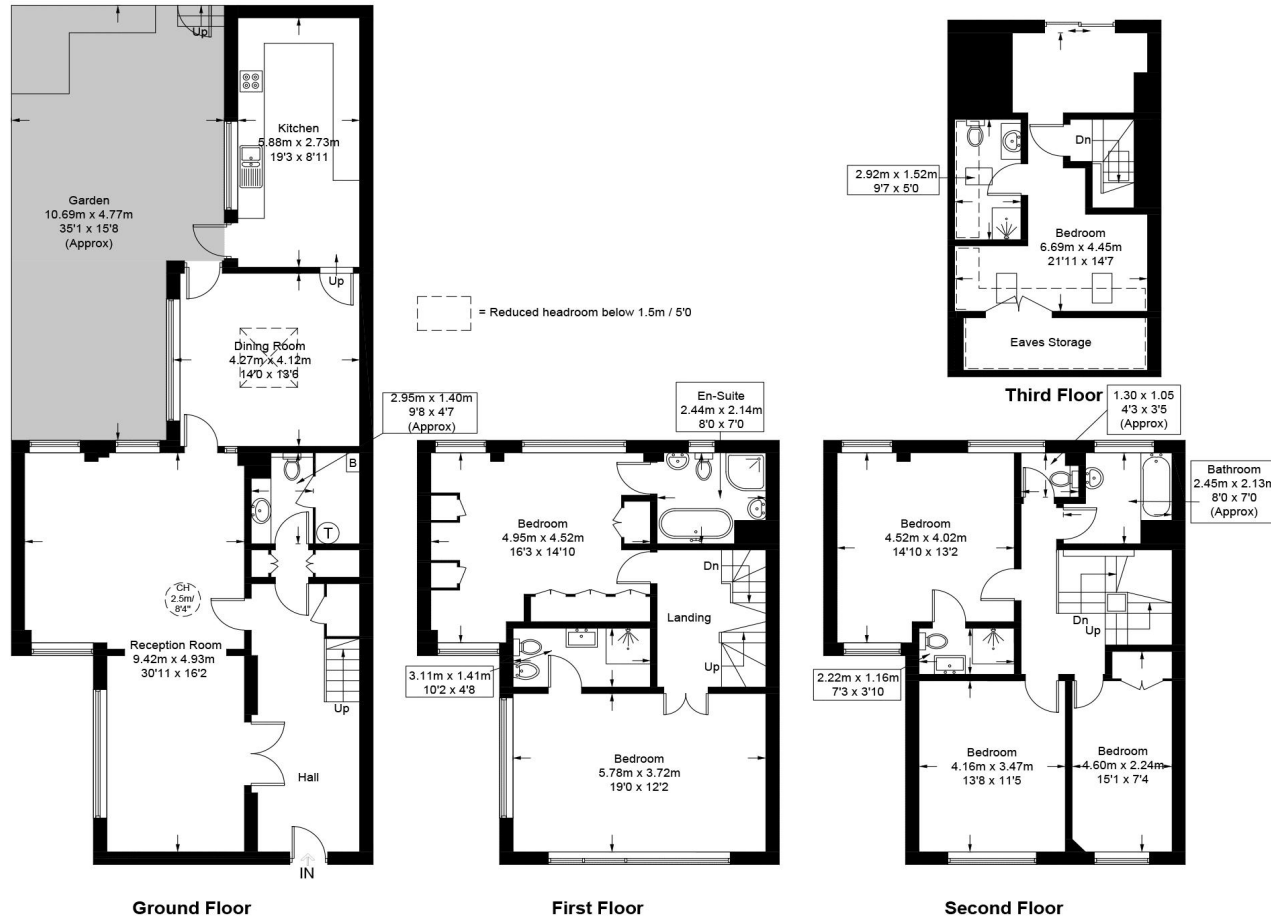 Up
Kitchen
5.88m x 2.73m
19'3 x 8'11
Garden
10.69m x 4.77m
35'1 x 15'8
(Approx)
Up
Dining Room
4.27m x 4.12m
14'0 x 13'6
2.95m x 1.40m
9'8 x 4'7
(Approx)
B
T
CH
2.5m/
8'4"
Reception Room
9.42m x 4.93m
30'11 x 16'2
Up
Hall
IN
Ground Floor
= Reduced headroom below 1.5m / 5'0
En-Suite
2.44m x 2.14m
8'0 x 7'0
Bedroom
4.95m x 4.52m
16'3 x 14'10
Dn
Landing
Up
3.11m x 1.41m
10'2 x 4'8
Bedroom
5.78m x 3.72m
19'0 x 12'2
First Floor
Dn
2.92m x 1.52m
9'7 x 5'0
Bedroom
6.69m x 4.45m
21'11 x 14'7
Eaves Storage
Third Floor
1.30 x 1.05
4'3 x 3'5
(Approx)
Bathroom
2.45m x 2.13m
8'0 x 7'0
(Approx)
Bedroom
4.52m x 4.02m
14'10 x 13'2
Dn
Up
2.22m x 1.16m
7'3 x 3'10
Bedroom
4.16m x 3.47m
13'8 x 11'5
Bedroom
4.60m x 2.24m
15'1 x 7'4
Second Floor